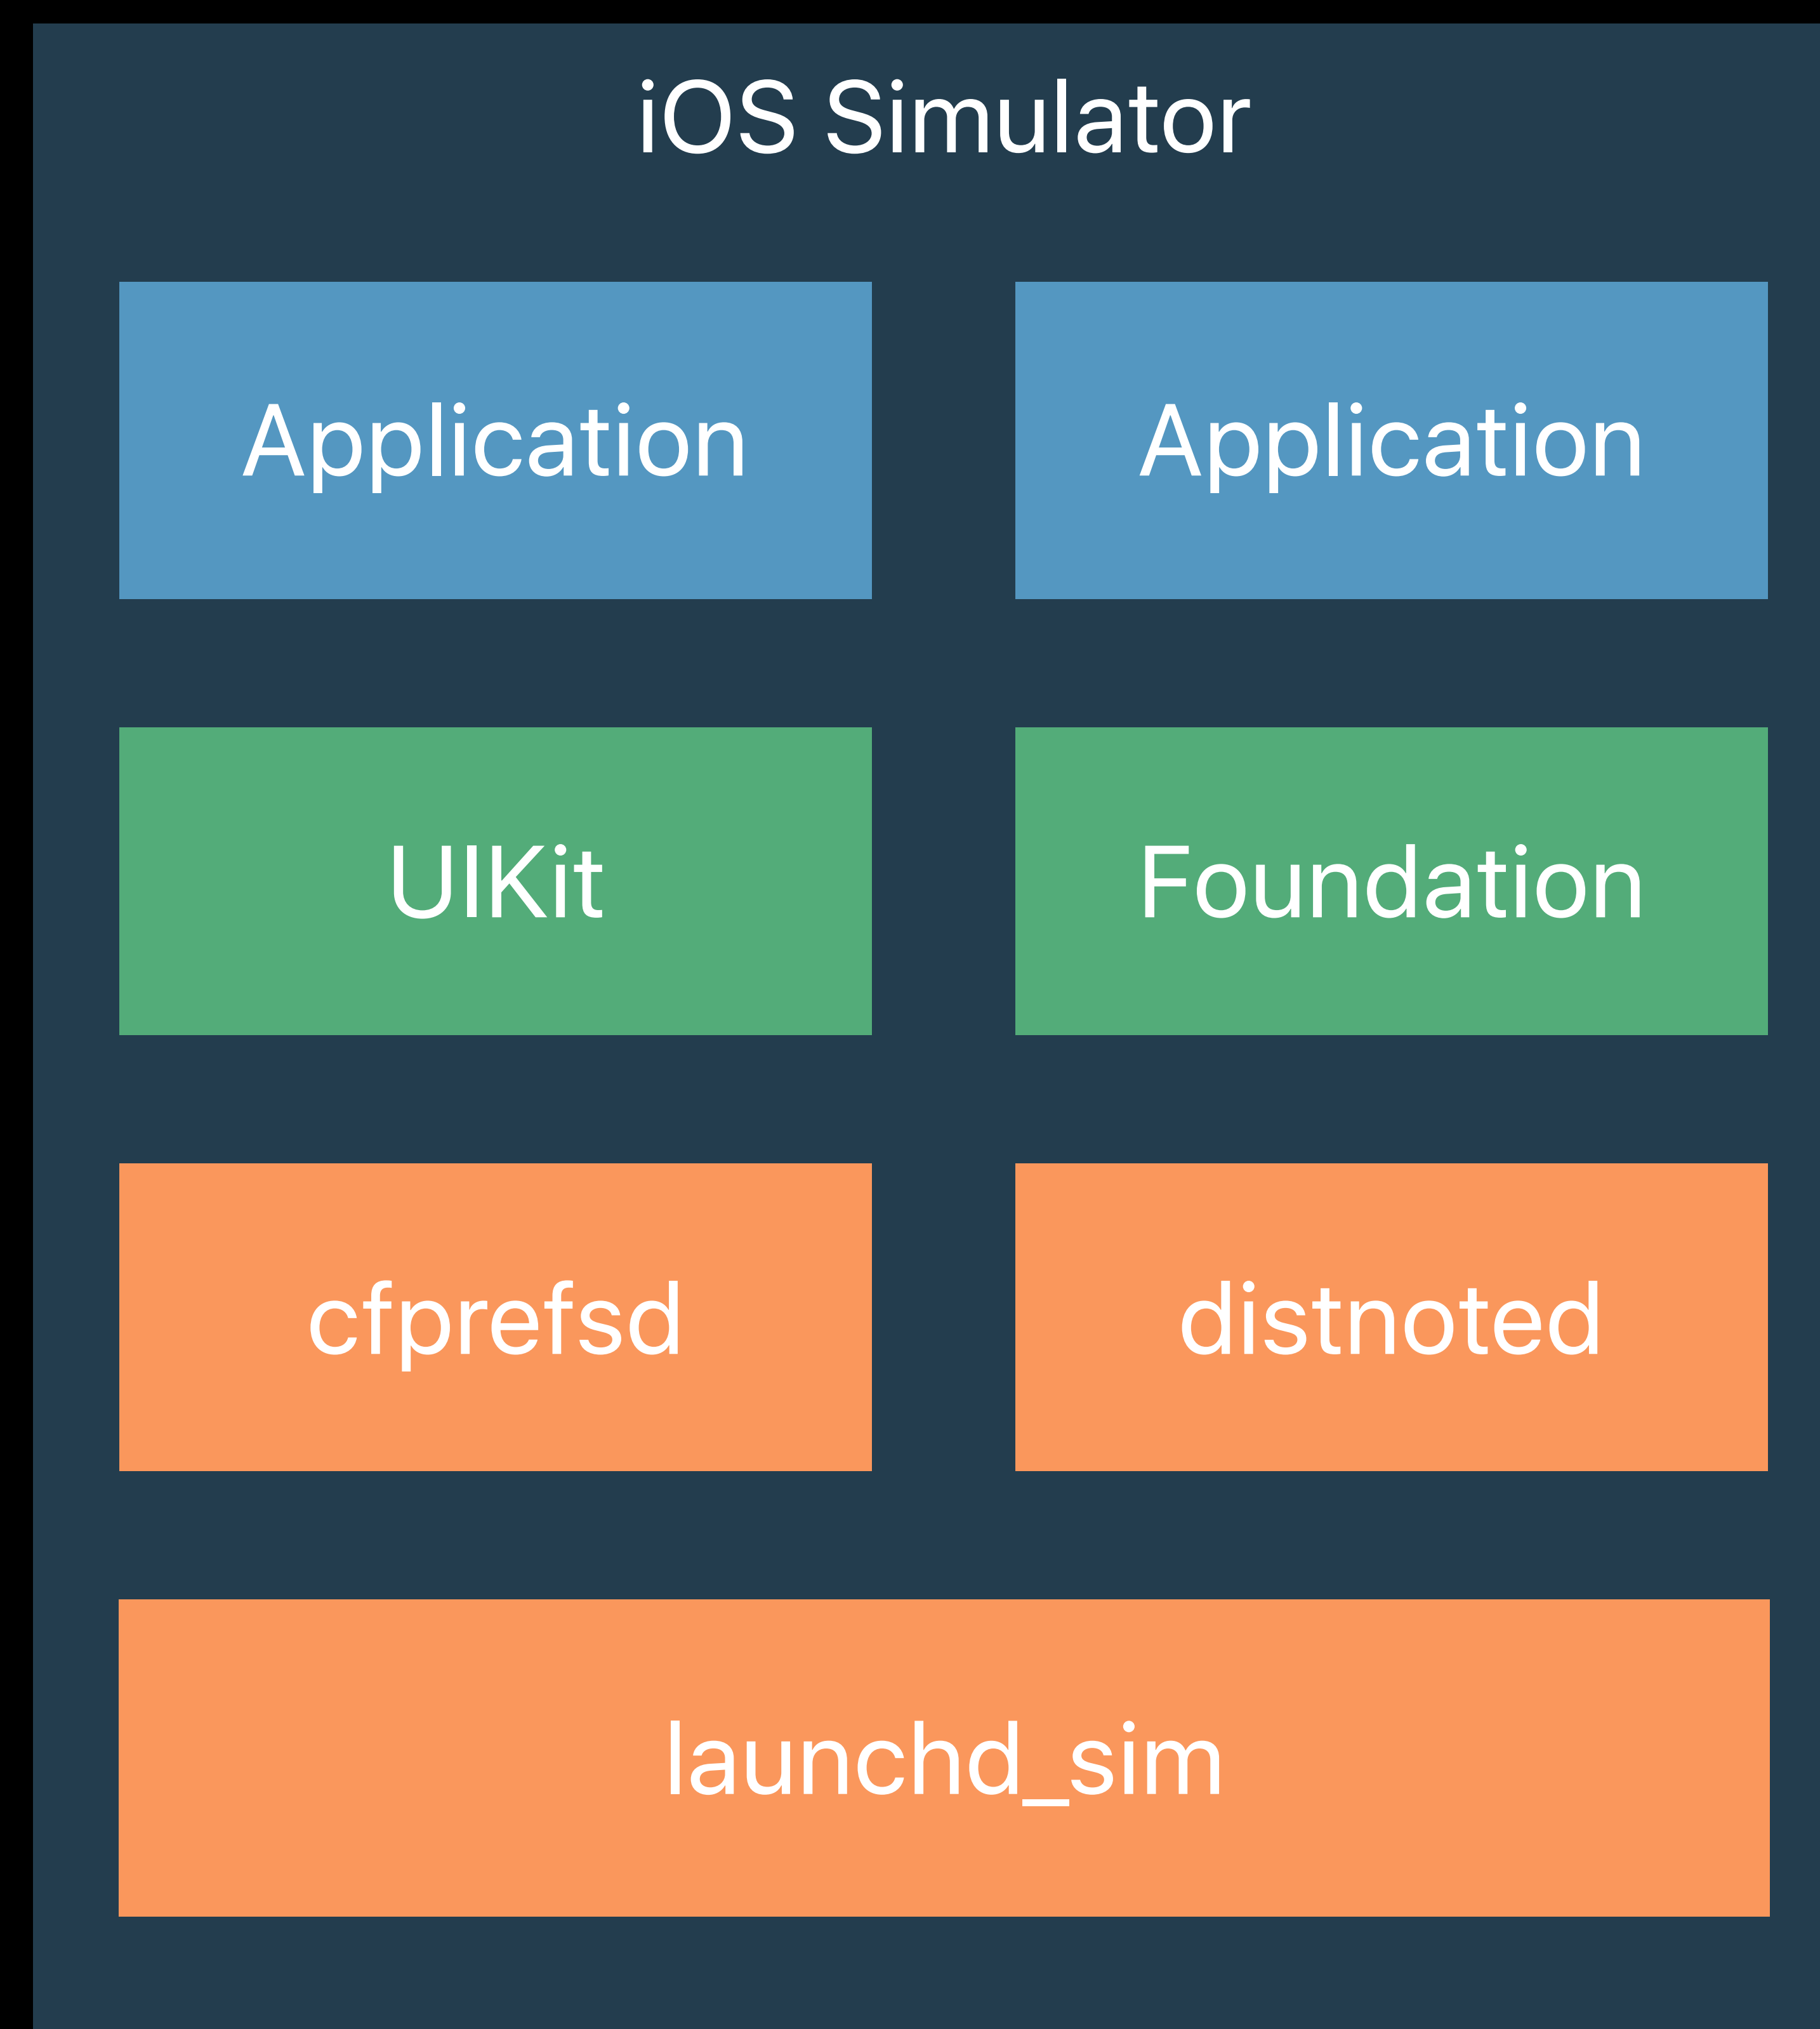 iOS Simulator
Application
Application
UIKit
Foundation
cfprefsd
distnoted
launchd_sim